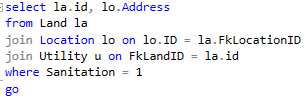 select la.id, lo.Address
from Land la
join Location lo on lo.ID = la.FkLocationID
join Utility u on FkLandID = la.id
where Sanitation = 1
go